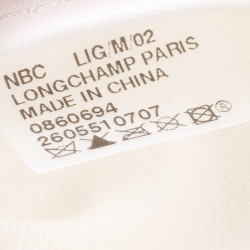 NBC LIG/M/02
LONGCHAMP PARIS
MADE IN CHINA
0860694
2605510707